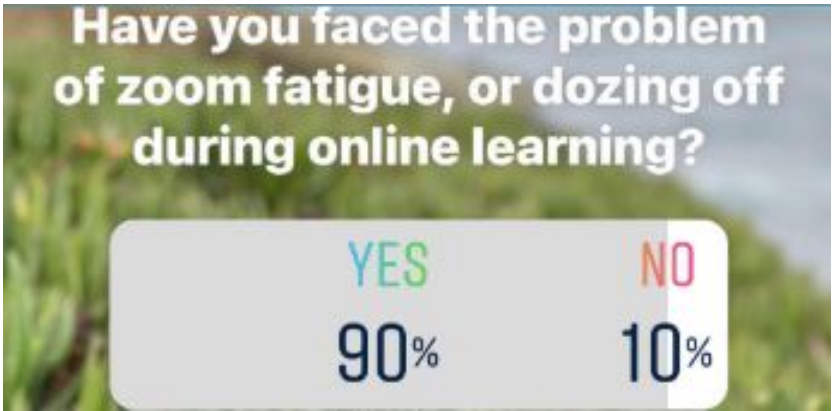 Have you faced the problem
of zoom fatigue, or dozing off
during online learning?
YES NO
90% 10%